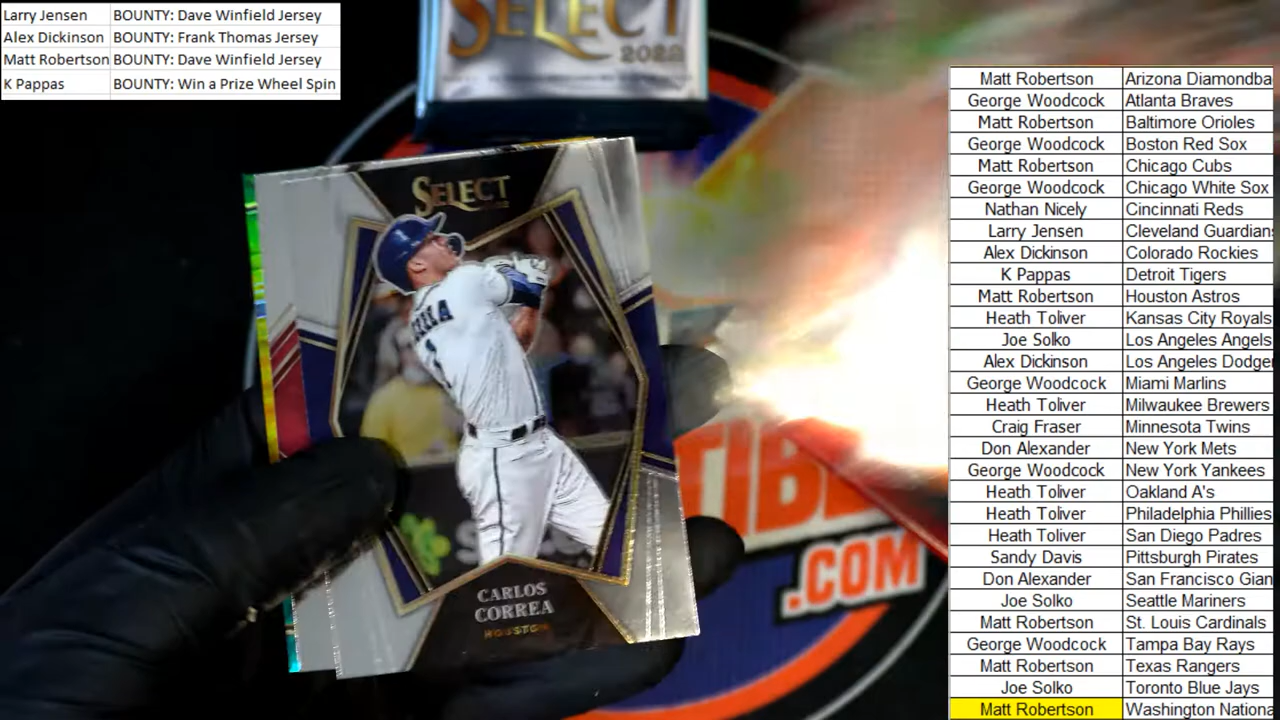 Larry Jensen BOUNTY: Dave Winfield Jersey
Alex Dickinson BOUNTY: Frank Thomas Jersey
Matt Robertson BOUNTY: Dave Winfield Jersey
K Pappas BOUNTY: Win a Prize Wheel Spin
SELECT
2022
SELECT
1
CARLOS
CORREA
HOUSTON
TIB
.COM
Matt Robertson Arizona Diamondba
George Woodcock Atlanta Braves
Matt Robertson Baltimore Orioles
George Woodcock Boston Red Sox
Matt Robertson Chicago Cubs
George Woodcock Chicago White Sox
Nathan Nicely Cincinnati Reds
Larry Jensen Cleveland Guardians
Alex Dickinson Colorado Rockies
K Pappas Detroit Tigers
Matt Robertson Houston Astros
Heath Toliver Kansas City Royals
Joe Solko Los Angeles Angels
Alex Dickinson Los Angeles Dodge
George Woodcock Miami Marlins
Heath Toliver Milwaukee Brewers
Craig Fraser Minnesota Twins
Don Alexander New York Mets
George Woodcock New York Yankees
Heath Toliver Oakland A's
Heath Toliver Philadelphia Phillies
Heath Toliver San Diego Padres
Sandy Davis Pittsburgh Pirates
Don Alexander San Francisco Gian
Joe Solko Seattle Mariners
Matt Robertson St. Louis Cardinals
George Woodcock Tampa Bay Rays
Matt Robertson Texas Rangers
Joe Solko Toronto Blue Jays
Matt Robertson Washington Nationa